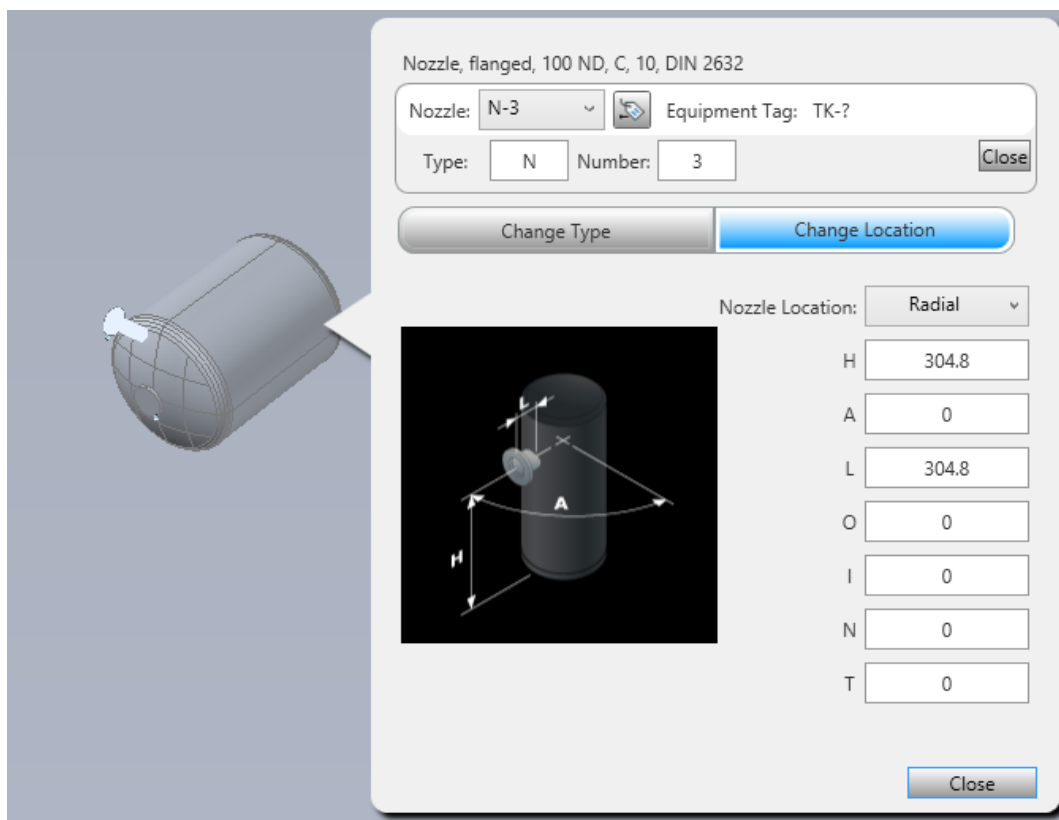 Nozzle, flanged, 100 ND, C, 10, DIN 2632
Nozzle: N-3 Equipment Tag: TK-?
Type: N Number: 3 Close
Change Type Change Location
Nozzle Location: Radial
H 304.8
A 0
L 304.8
O 0
I 0
N 0
T 0
L
A
H
Close